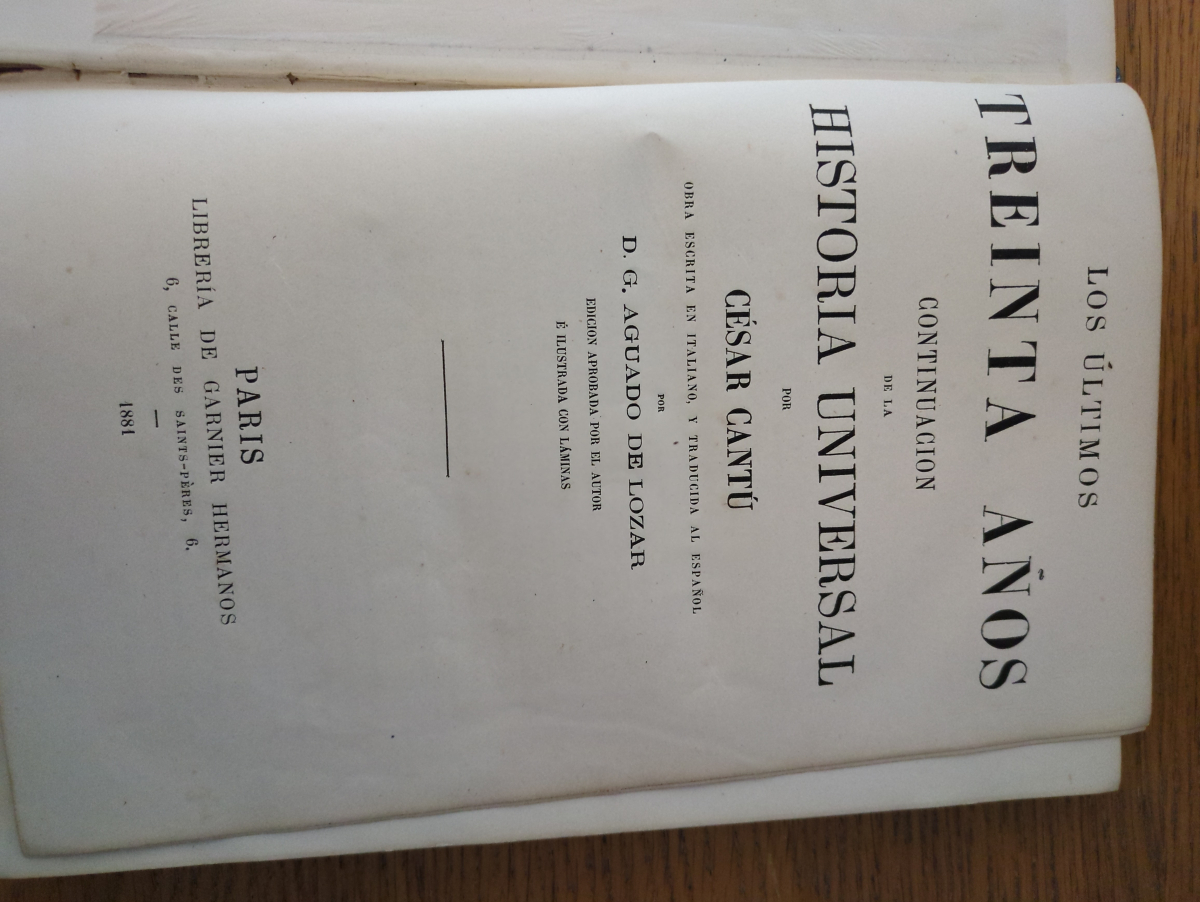 LOS ÚLTIMOS
TREINTA AÑOS
CONTINUACION
DE LA
HISTORIA UNIVERSAL
POR
CÉSAR CANTÚ
OBRA ESCRITA EN ITALIANO, Y TRADUCIDA AL ESPAÑOL
POR
D. G. AGUADO DE LOZAR
EDICION APROBADA POR EL AUTOR
É ILUSTRADA CON LÁMINAS
PARIS
LIBRERÍA DE GARNIER HERMANOS
6, CALLE DES SAINTS-PÈRES, 6.
1881